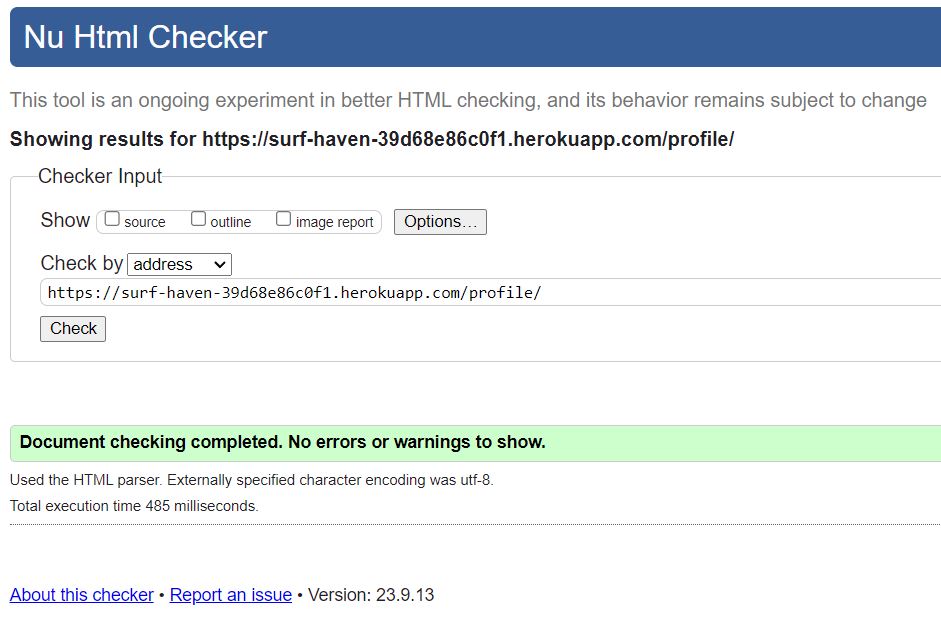 Nu Html Checker
This tool is an ongoing experiment in better HTML checking, and its behavior remains subject to change
Showing results for https://surf-haven-39d68e86c0f1.herokuapp.com/profile/
Checker Input
Show source outline image report Options...
Check by address
https://surf-haven-39d68e86c0f1.herokuapp.com/profile/
Check
Document checking completed. No errors or warnings to show.
Used the HTML parser. Externally specified character encoding was utf-8.
Total execution time 485 milliseconds.
About this checker • Report an issue • Version: 23.9.13